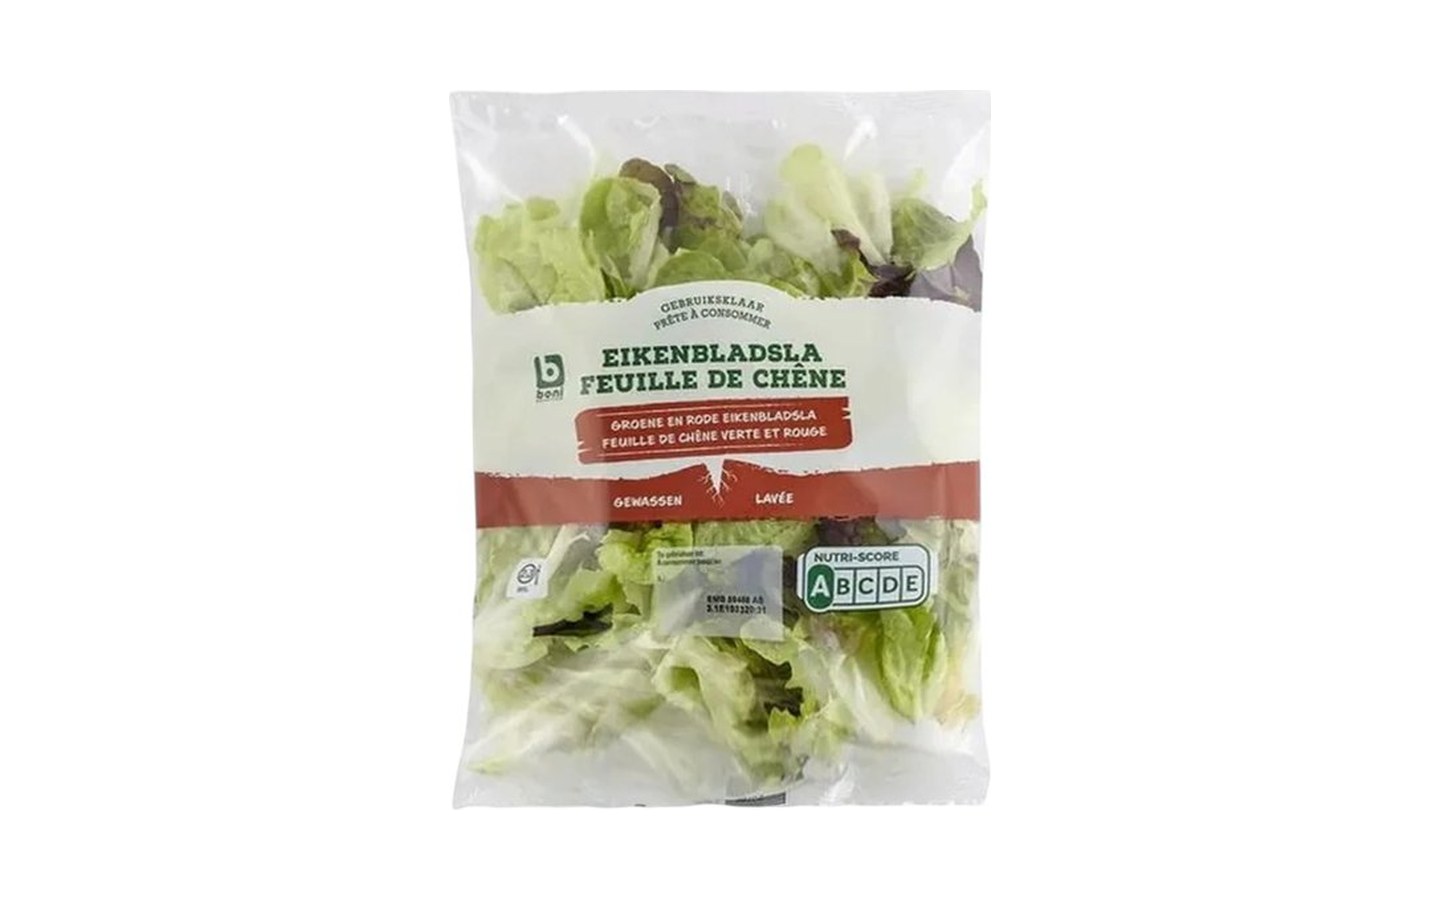 GEBRUIKSKLAAR
PRÊTE À CONSOMMER
EIKENBLADSLA
FEUILLE DE CHÊNE
boni
GROENE EN RODE EIKENBLADSLA
FEUILLE DE CHÊNE VERTE ET ROUGE
GEWASSEN
LAVÉE
NUTRI-SCORE
ABCDE